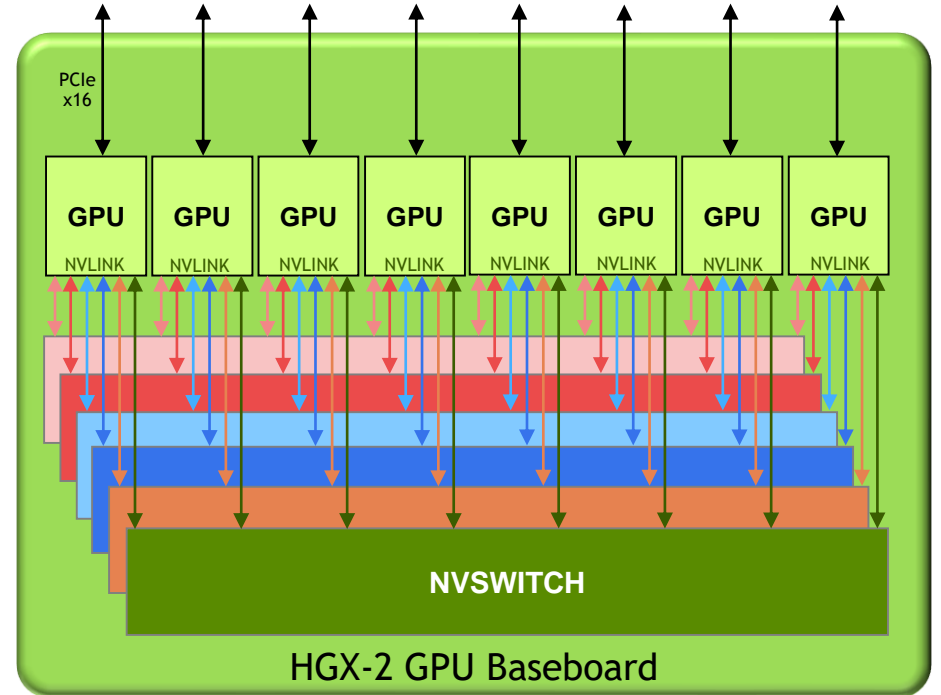 PCIe
x16
GPU GPU GPU GPU GPU GPU GPU GPU
NVLINK NVLINK NVLINK NVLINK NVLINK NVLINK NVLINK NVLINK
NVSWITCH
HGX-2 GPU Baseboard